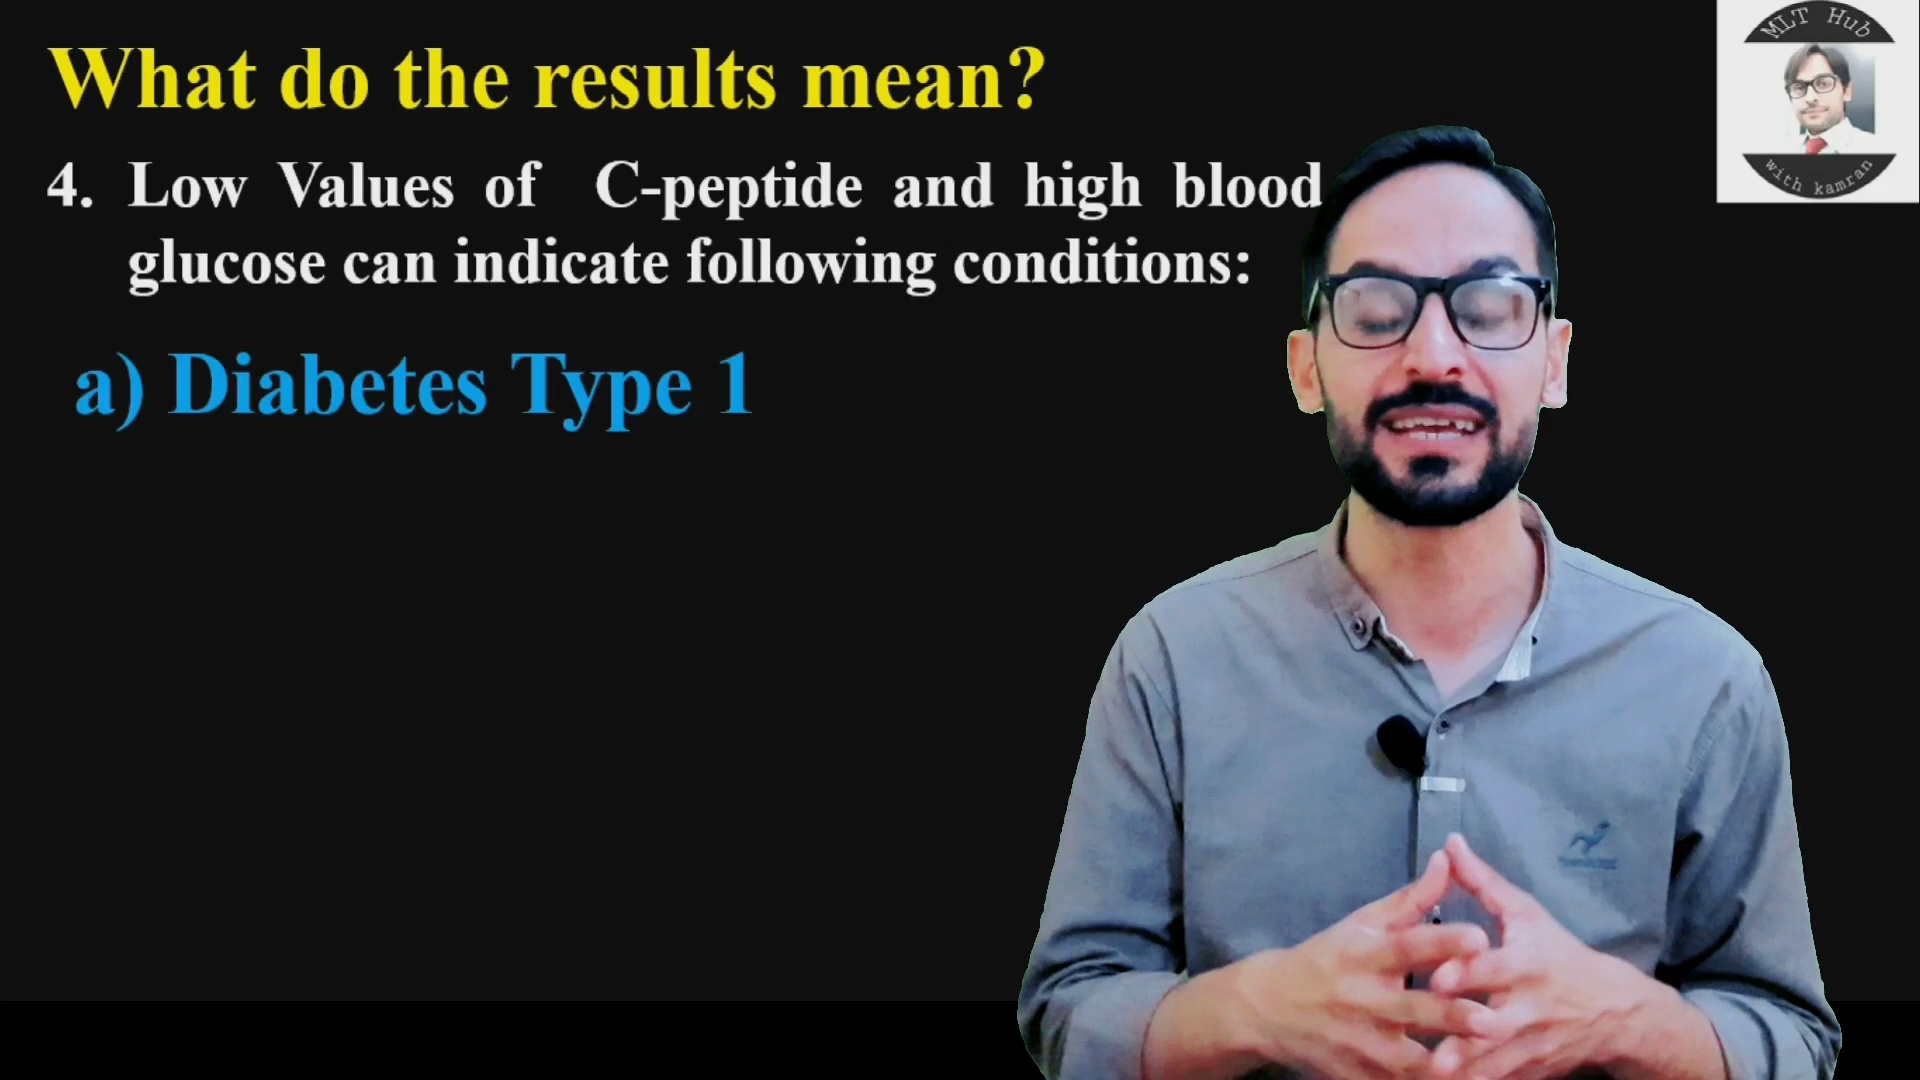 What do the results mean?
4. Low Values of C-peptide and high blood
glucose can indicate following conditions:
a) Diabetes Type 1
MLT Hub
with kamran